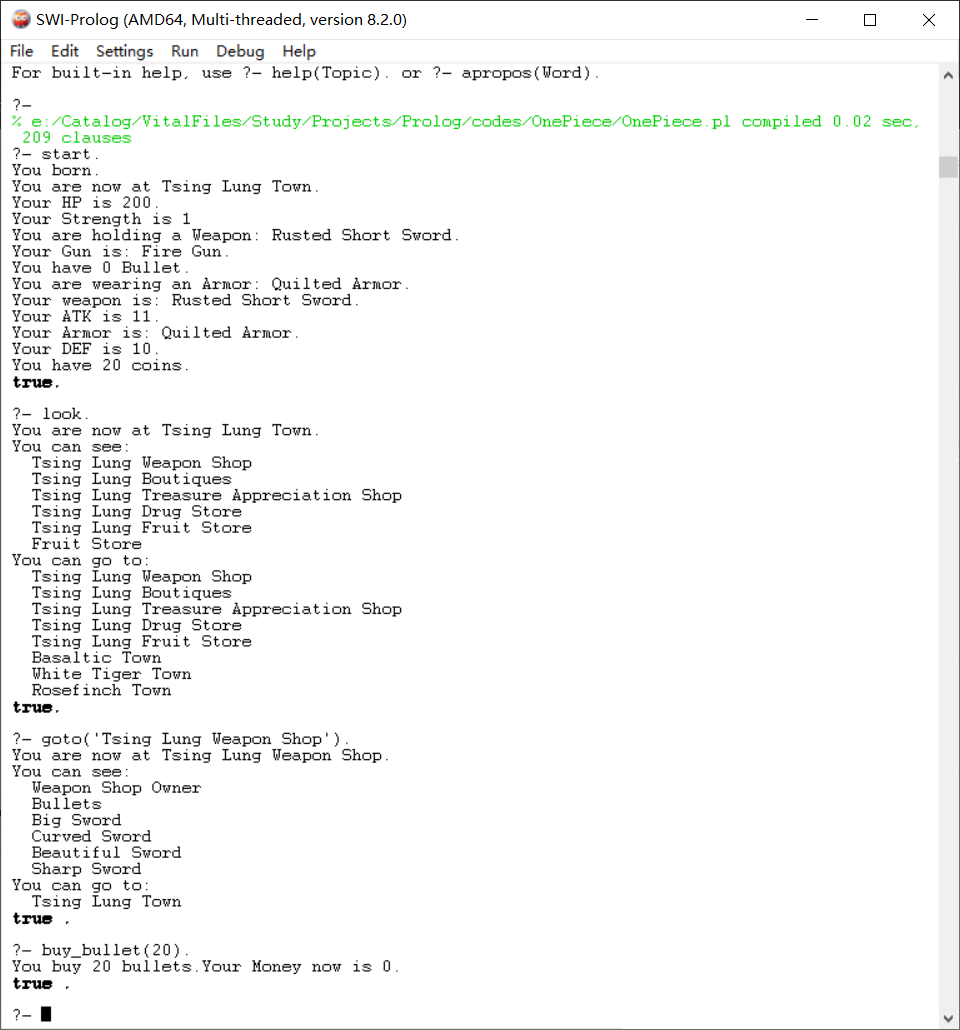 SWI-Prolog (AMD64, Multi-threaded, version 8.2.0)
File Edit Settings Run Debug Help
For built-in help, use ?- help(Topic). or ?- apropos(Word).
?-
% e:/Catalog/VitalFiles/Study/Projects/Prolog/codes/OnePiece/OnePiece.pl compiled 0.02 sec,
209 clauses
?- start.
You born.
You are now at Tsing Lung Town.
Your HP is 200.
Your Strength is 1
You are holding a Weapon: Rusted Short Sword.
Your Gun is: Fire Gun.
You have 0 Bullet.
You are wearing an Armor: Quilted Armor.
Your weapon is: Rusted Short Sword.
Your ATK is 11.
Your Armor is: Quilted Armor.
Your DEF is 10.
You have 20 coins.
true.
?- look.
You are now at Tsing Lung Town.
You can see:
Tsing Lung Weapon Shop
Tsing Lung Boutiques
Tsing Lung Treasure Appreciation Shop
Tsing Lung Drug Store
Tsing Lung Fruit Store
Fruit Store
You can go to:
Tsing Lung Weapon Shop
Tsing Lung Boutiques
Tsing Lung Treasure Appreciation Shop
Tsing Lung Drug Store
Tsing Lung Fruit Store
Basaltic Town
White Tiger Town
Rosefinch Town
true.
?- goto('Tsing Lung Weapon Shop').
You are now at Tsing Lung Weapon Shop.
You can see:
Weapon Shop Owner
Bullets
Big Sword
Curved Sword
Beautiful Sword
Sharp Sword
You can go to:
Tsing Lung Town
true .
?- buy_bullet(20).
You buy 20 bullets.Your Money now is 0.
true .
?-